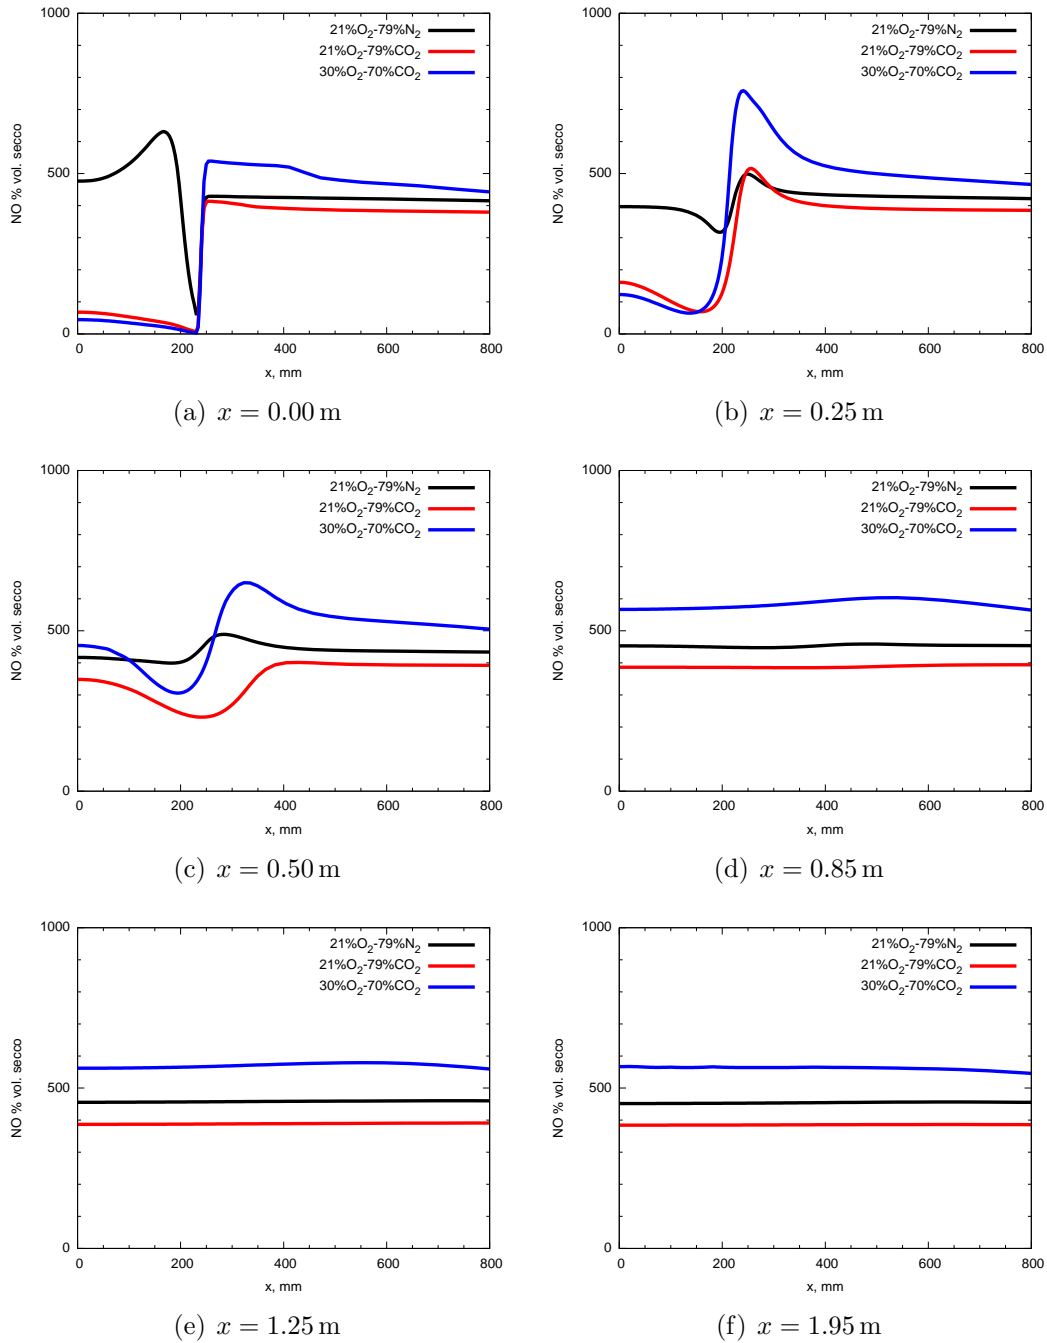 1000
500
0
NO % vol. secco
21%O₂-79%N₂
21%O₂-79%CO₂
30%O₂-70%CO₂
0 200 400 600 800
x, mm
(a) x = 0.00 m
1000
500
0
NO % vol. secco
21%O₂-79%N₂
21%O₂-79%CO₂
30%O₂-70%CO₂
0 200 400 600 800
x, mm
(b) x = 0.25 m
1000
500
0
NO % vol. secco
21%O₂-79%N₂
21%O₂-79%CO₂
30%O₂-70%CO₂
0 200 400 600 800
x, mm
(c) x = 0.50 m
1000
500
0
NO % vol. secco
21%O₂-79%N₂
21%O₂-79%CO₂
30%O₂-70%CO₂
0 200 400 600 800
x, mm
(d) x = 0.85 m
1000
500
0
NO % vol. secco
21%O₂-79%N₂
21%O₂-79%CO₂
30%O₂-70%CO₂
0 200 400 600 800
x, mm
(e) x = 1.25 m
1000
500
0
NO % vol. secco
21%O₂-79%N₂
21%O₂-79%CO₂
30%O₂-70%CO₂
0 200 400 600 800
x, mm
(f) x = 1.95 m